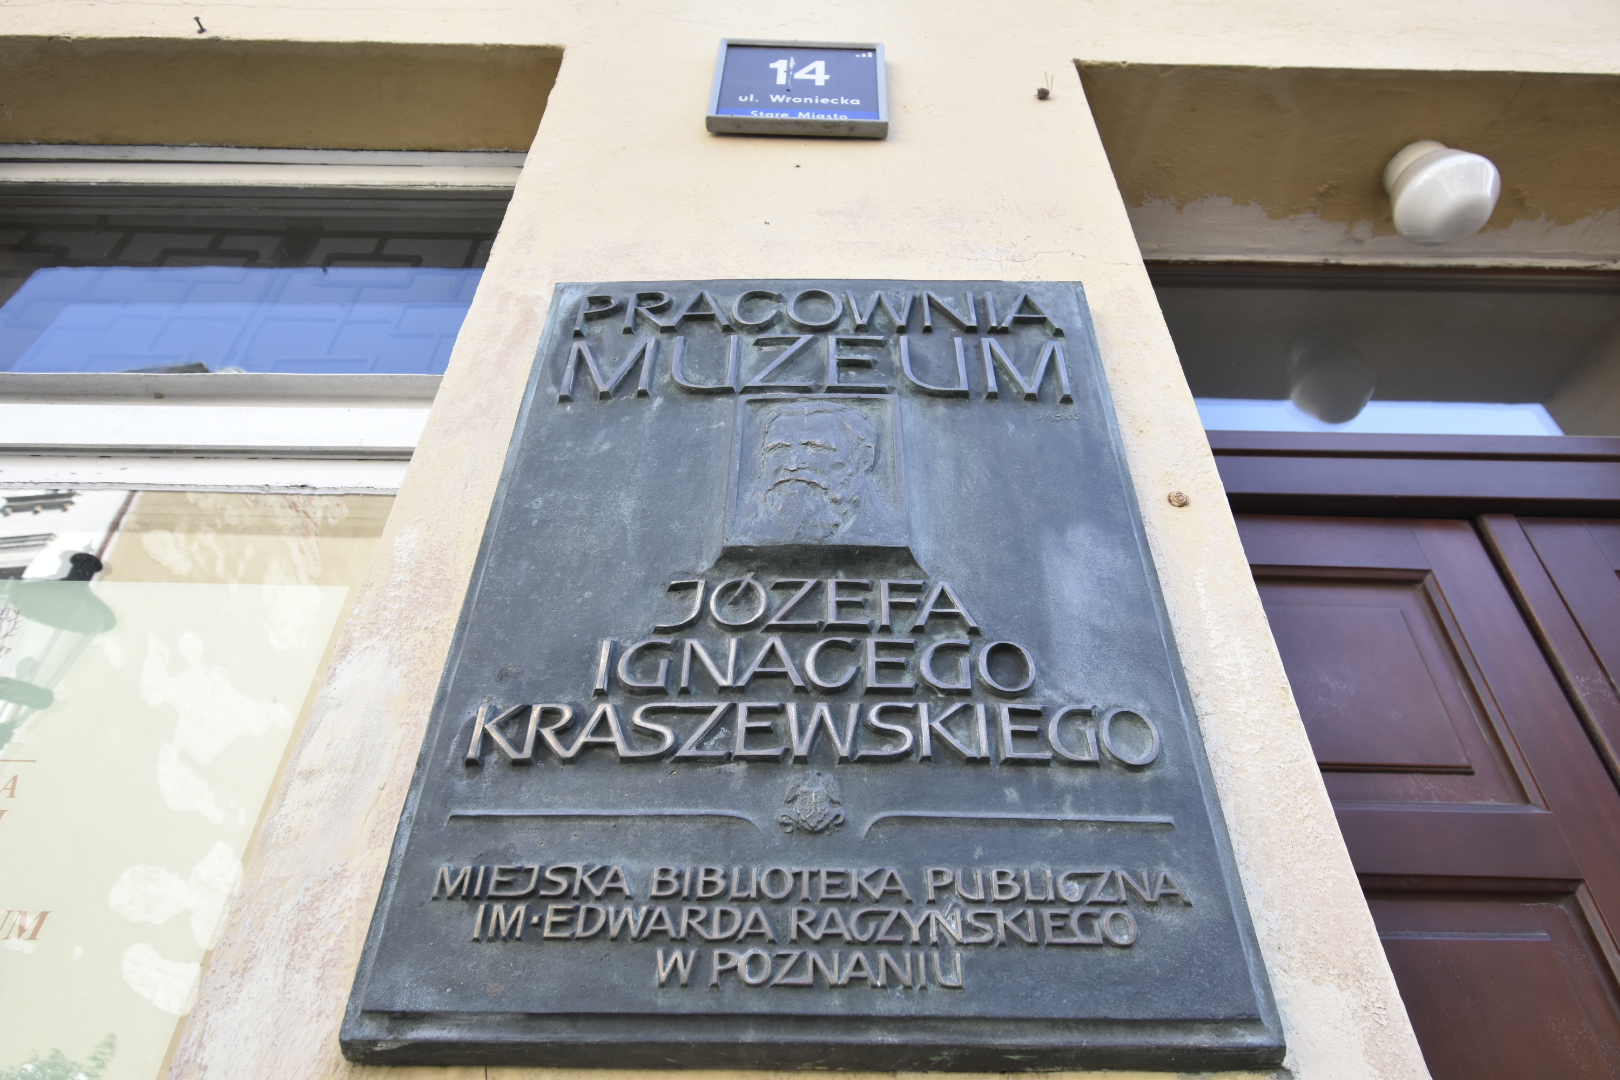 14
ul. Wroniecka
Stare Miasto
PRACOWNIA
MUZEUM
JÓZEFA
IGNACEGO
KRASZEWSKIEGO
MIEJSKA BIBLIOTEKA PUBLICZNA
IM·EDWARDA RACZYŃSKIEGO
W POZNANIU